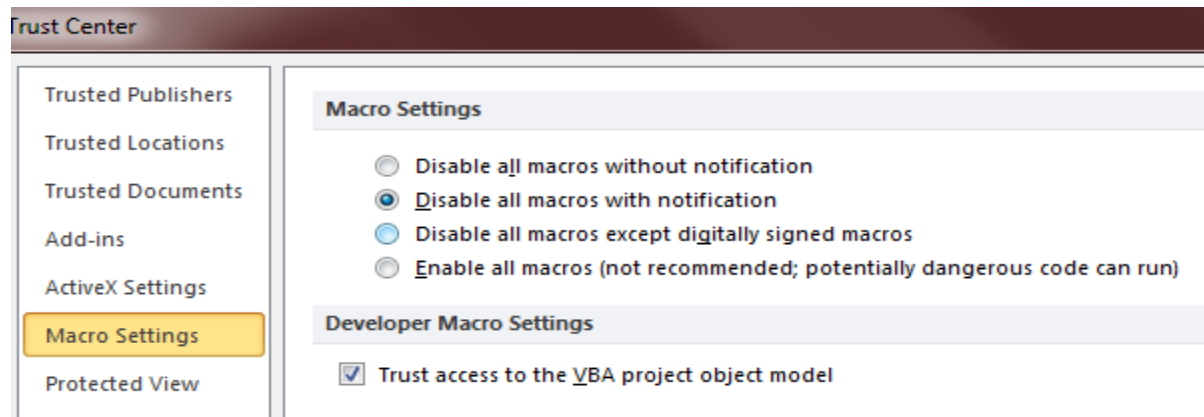 Trust Center
Trusted Publishers
Trusted Locations
Trusted Documents
Add-ins
ActiveX Settings
Macro Settings
Protected View
Macro Settings
Disable all macros without notification
Disable all macros with notification
Disable all macros except digitally signed macros
Enable all macros (not recommended; potentially dangerous code can run)
Developer Macro Settings
Trust access to the VBA project object model